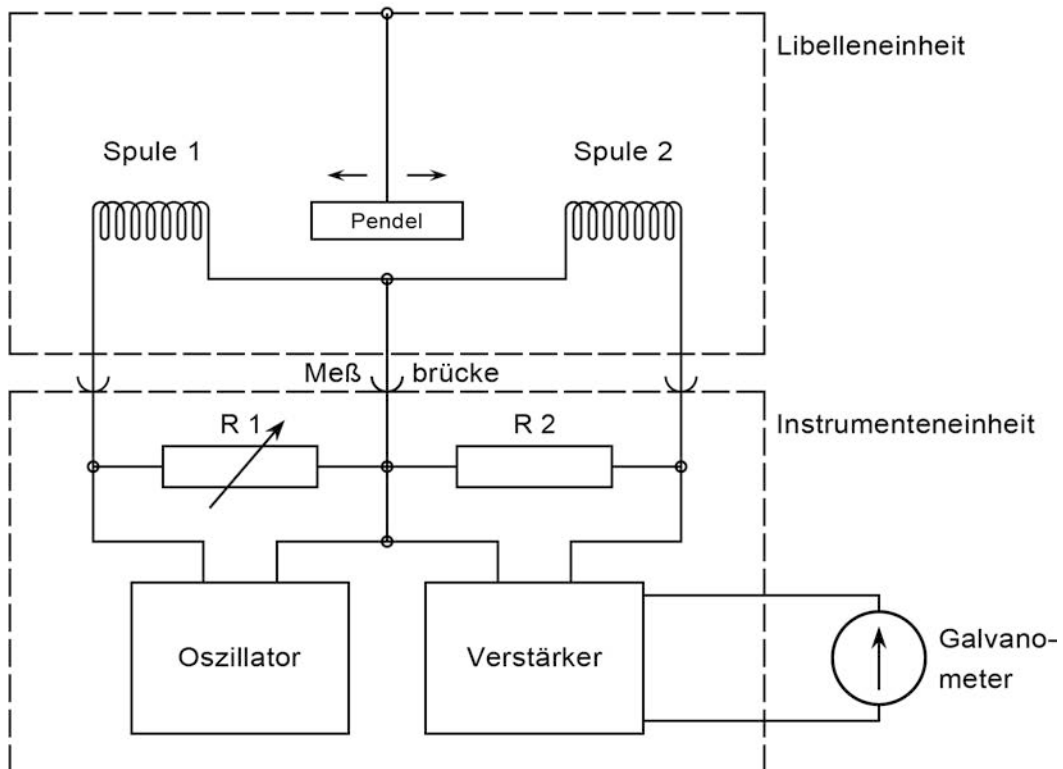 Libelleneinheit
Spule 1
Spule 2
Pendel
Meß brücke
R 1
R 2
Instrumenteneinheit
Oszillator
Verstärker
Galvano–
meter